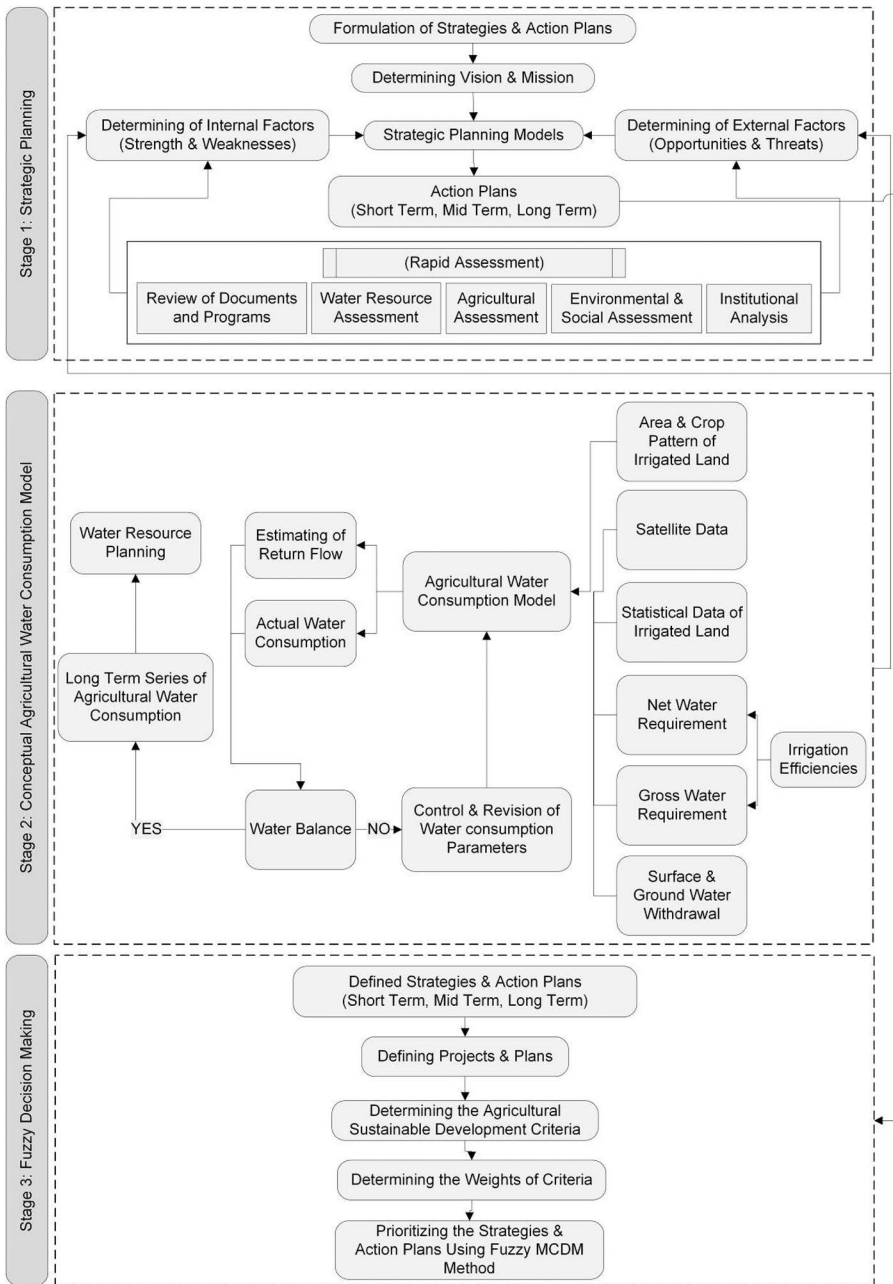 Stage 1: Strategic Planning
Formulation of Strategies & Action Plans
Determining Vision & Mission
Determining of Internal Factors
(Strength & Weaknesses)
Strategic Planning Models
Determining of External Factors
(Opportunities & Threats)
Action Plans
(Short Term, Mid Term, Long Term)
(Rapid Assessment)
Review of Documents
and Programs
Water Resource
Assessment
Agricultural
Assessment
Environmental &
Social Assessment
Institutional
Analysis
Stage 2: Conceptual Agricultural Water Consumption Model
Area & Crop
Pattern of
Irrigated Land
Water Resource
Planning
Estimating of
Return Flow
Satellite Data
Agricultural Water
Consumption Model
Actual Water
Consumption
Statistical Data of
Irrigated Land
Long Term Series of
Agricultural Water
Consumption
Net Water
Requirement
Irrigation
Efficiencies
Gross Water
Requirement
YES
Water Balance
NO
Control & Revision of
Water consumption
Parameters
Surface &
Ground Water
Withdrawal
Stage 3: Fuzzy Decision Making
Defined Strategies & Action Plans
(Short Term, Mid Term, Long Term)
Defining Projects & Plans
Determining the Agricultural
Sustainable Development Criteria
Determining the Weights of Criteria
Prioritizing the Strategies &
Action Plans Using Fuzzy MCDM
Method